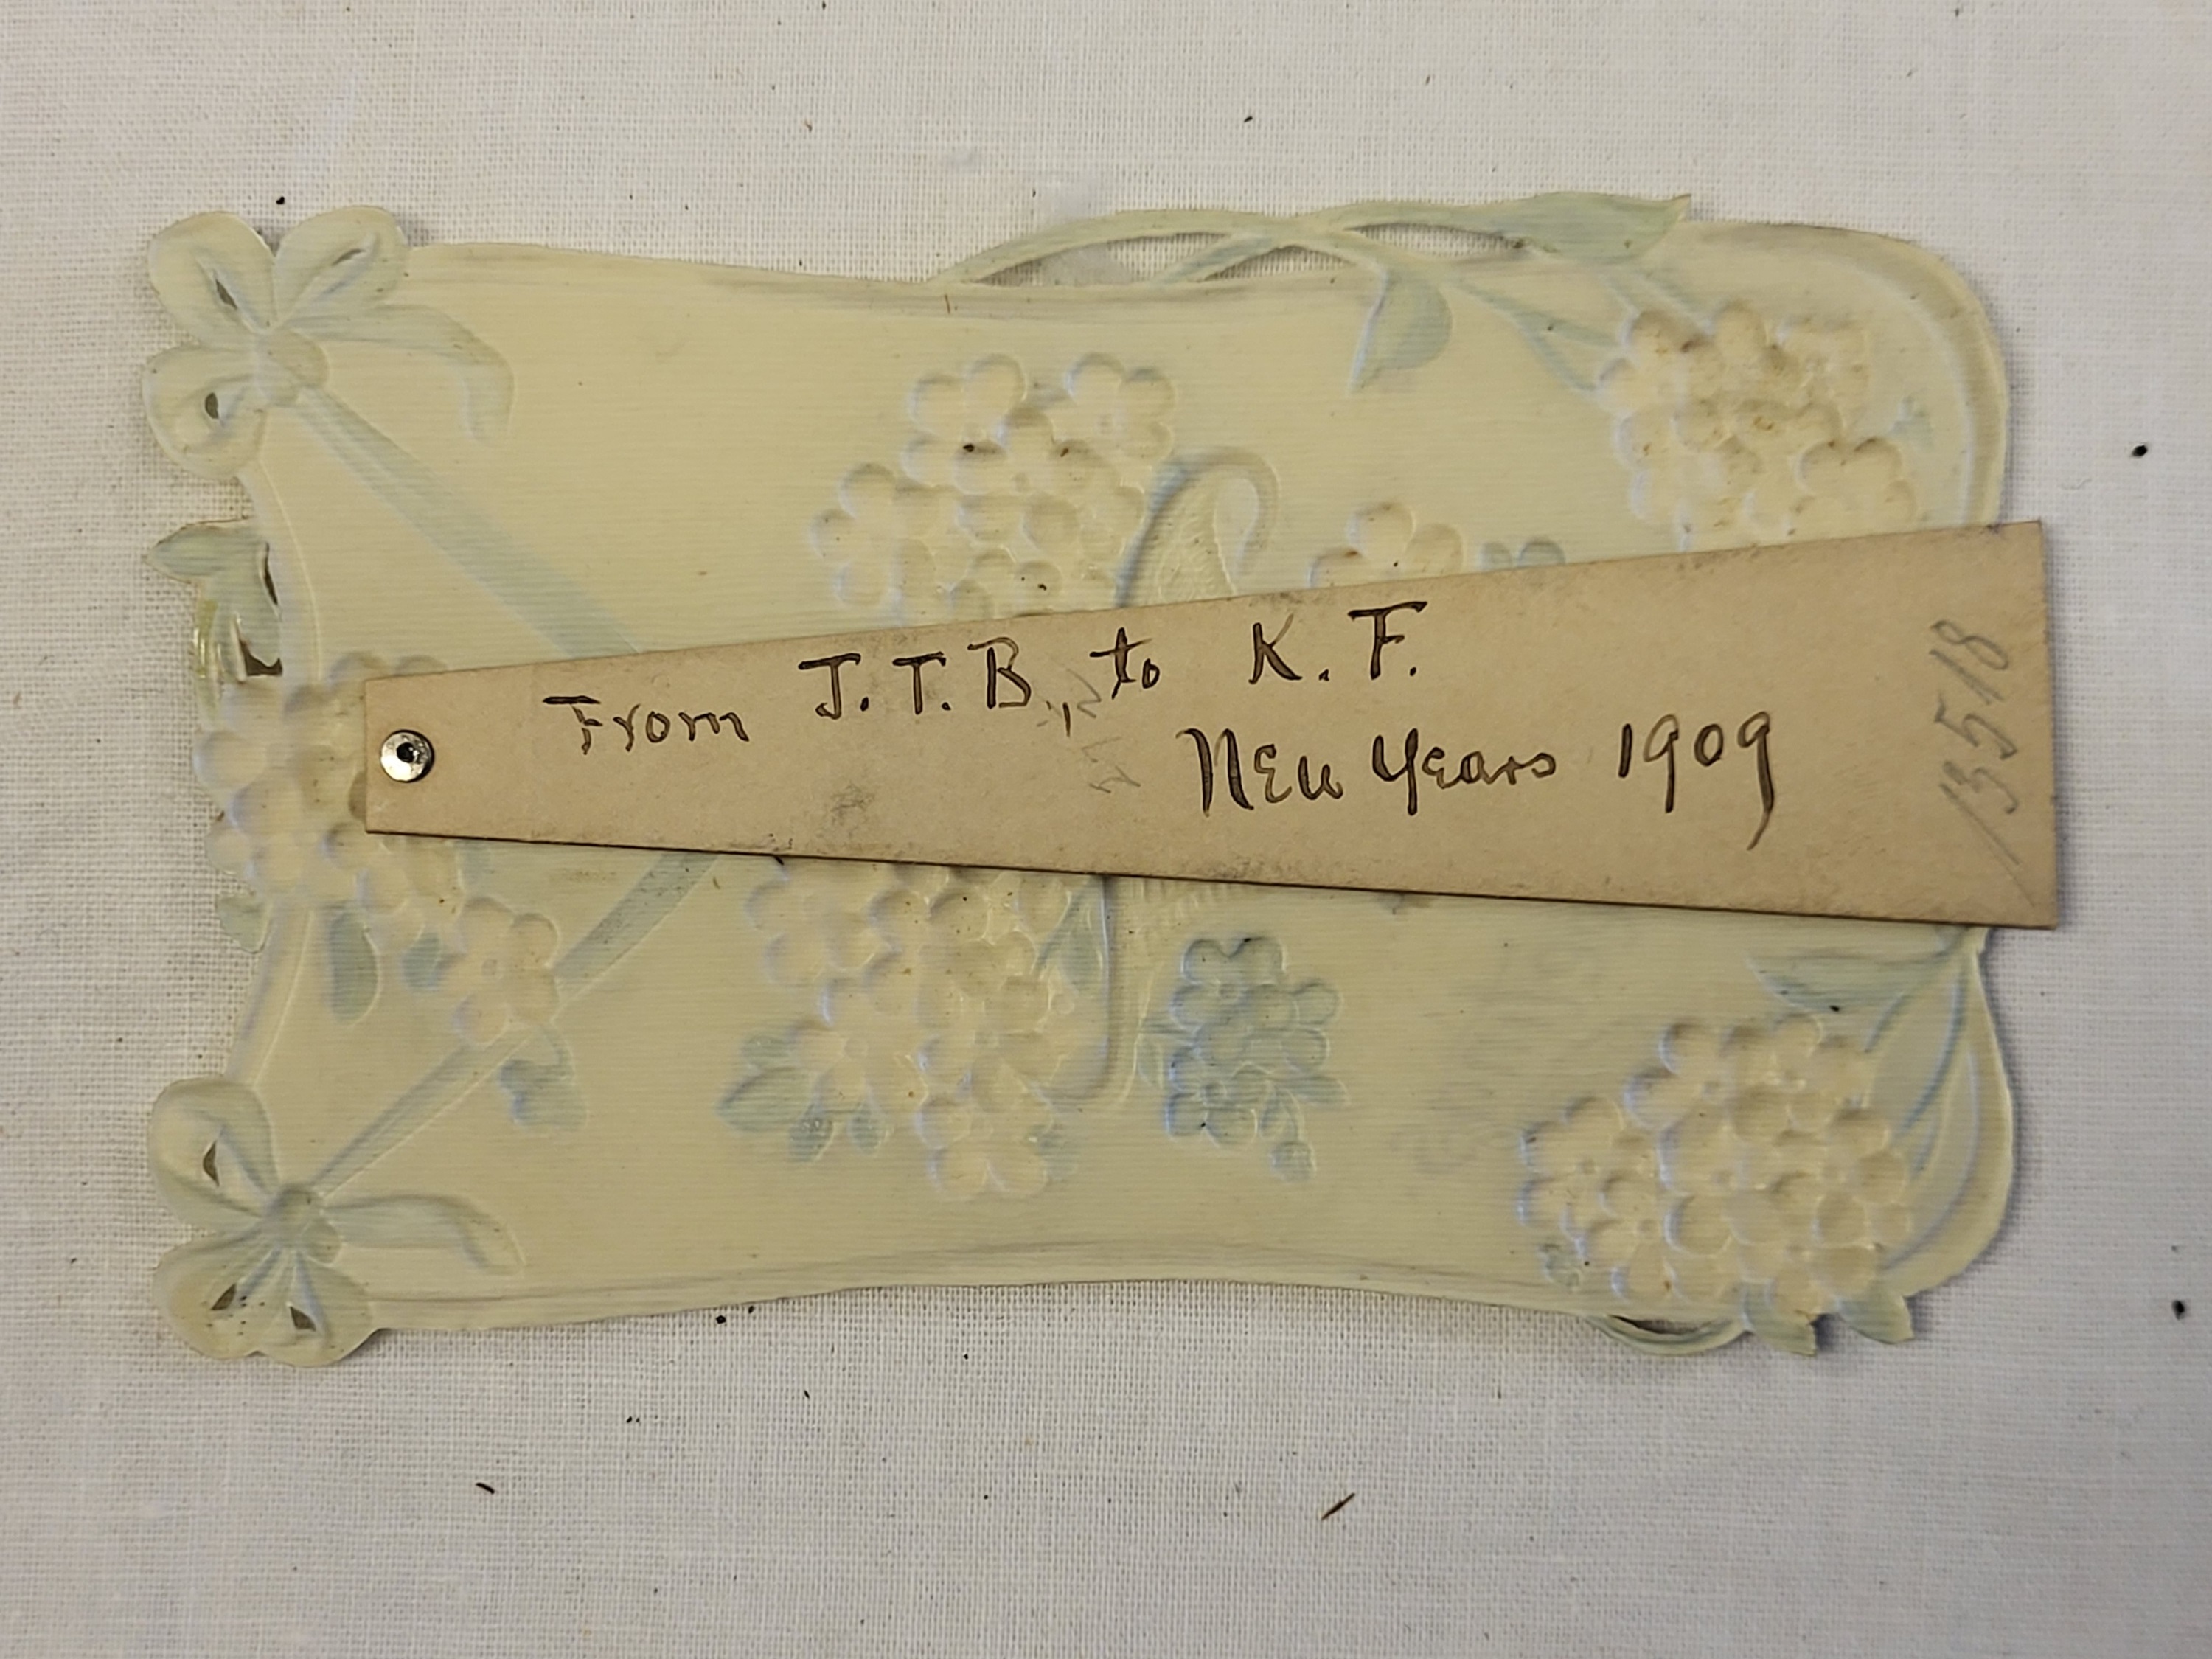 From J. T. B., to K. F.
New Years 1909
13518